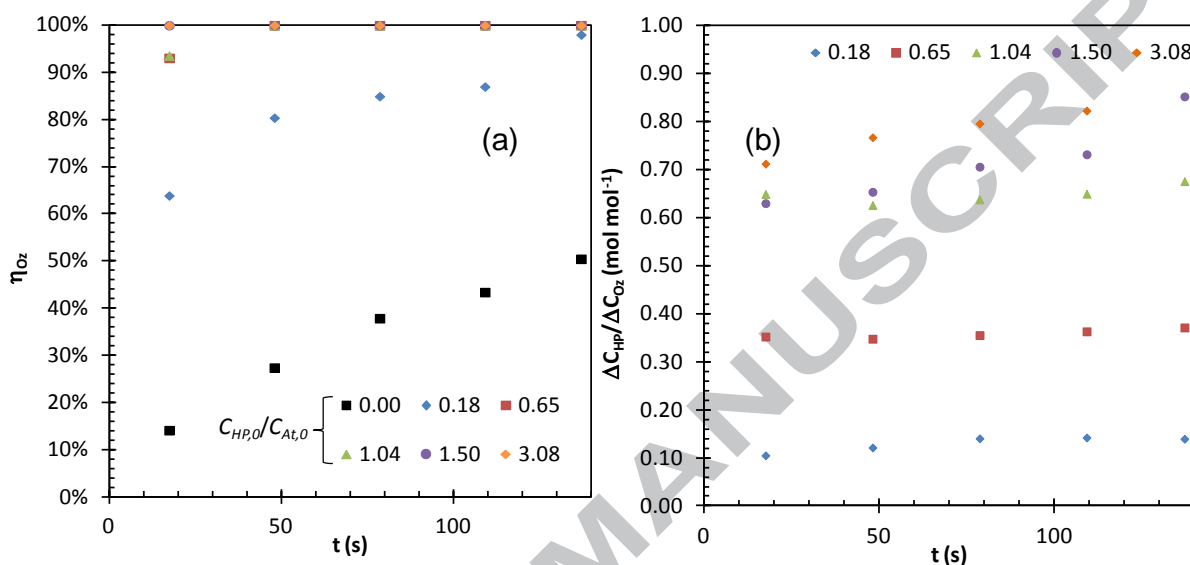 100%
90%
80%
70%
60%
50%
40%
30%
20%
10%
0%
ηOz
(a)
CHP,0/CAt,0
0.00 0.18 0.65
1.04 1.50 3.08
0 50 100
t (s)
1.00
0.90
0.80
0.70
0.60
0.50
0.40
0.30
0.20
0.10
0.00
ΔCHP/ΔCOz (mol mol-1)
0.18 0.65 1.04 1.50 3.08
(b)
0 50 100
t (s)
MANUSCRIP